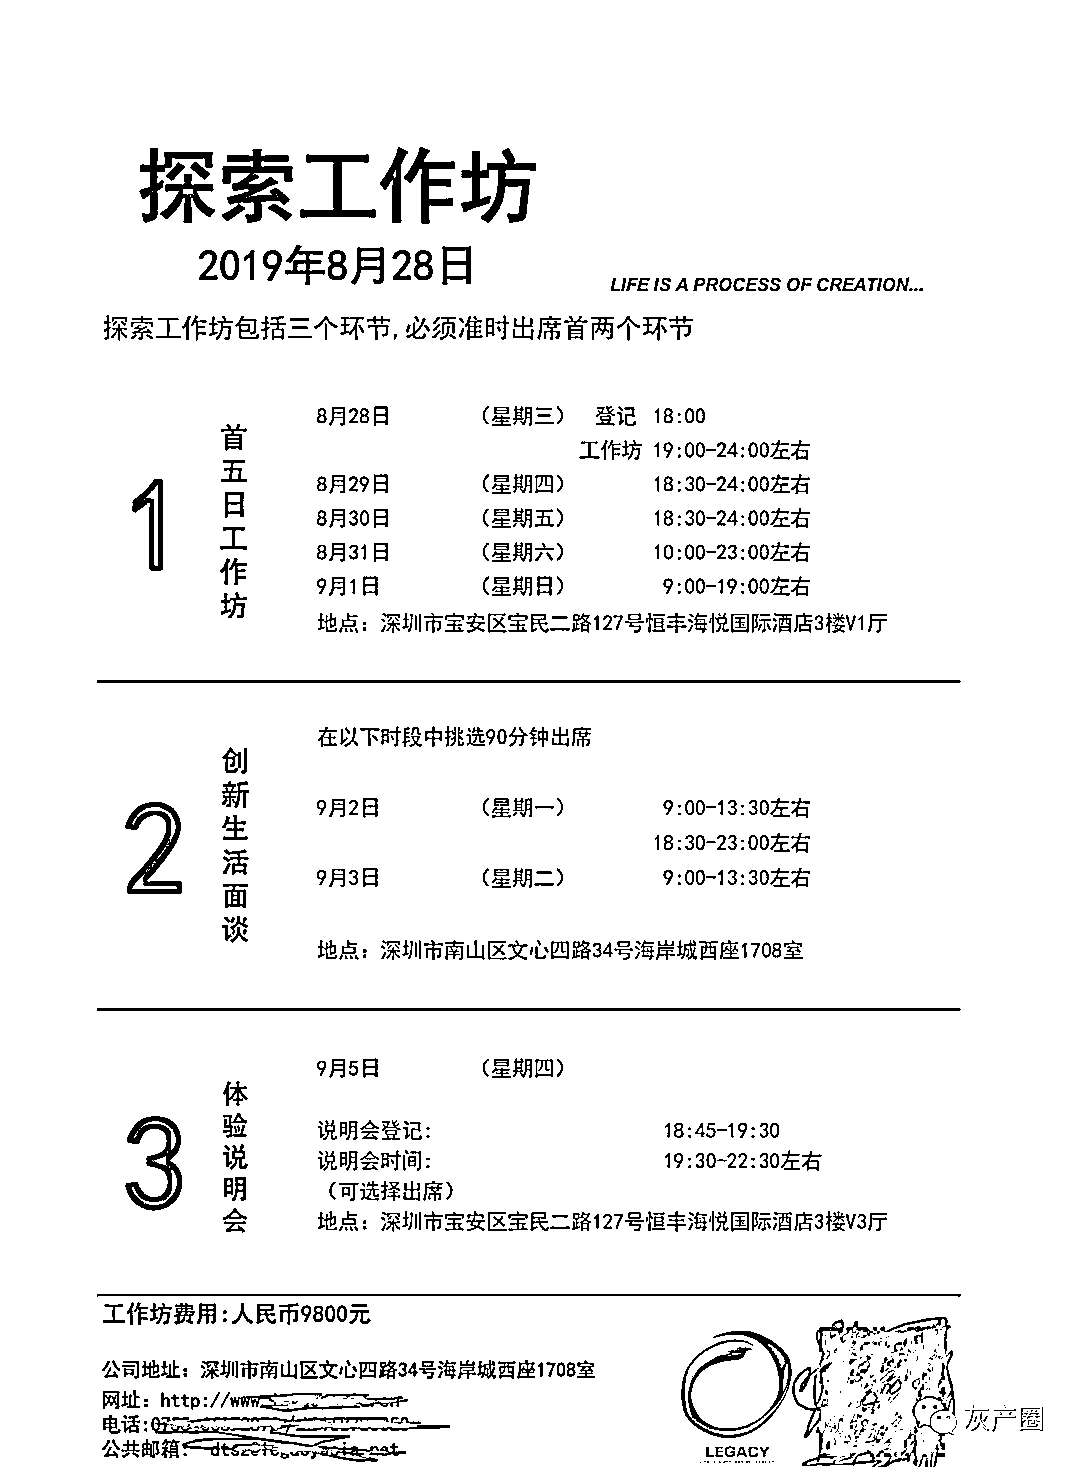 探索工作坊
2019年8月28日
LIFE IS A PROCESS OF CREATION...
探索工作坊包括三个环节,必须准时出席首两个环节
1
首五日工作坊
8月28日 （星期三） 登记 18:00
工作坊 19:00-24:00左右
8月29日 （星期四） 18:30-24:00左右
8月30日 （星期五） 18:30-24:00左右
8月31日 （星期六） 10:00-23:00左右
9月1日 （星期日） 9:00-19:00左右
地点：深圳市宝安区宝民二路127号恒丰海悦国际酒店3楼V1厅
2
创新生活面谈
在以下时段中挑选90分钟出席
9月2日 （星期一） 9:00-13:30左右
18:30-23:00左右
9月3日 （星期二） 9:00-13:30左右
地点：深圳市南山区文心四路34号海岸城西座1708室
3
体验说明会
9月5日 （星期四）
说明会登记: 18:45-19:30
说明会时间: 19:30-22:30左右
（可选择出席）
地点：深圳市宝安区宝民二路127号恒丰海悦国际酒店3楼V3厅
工作坊费用:人民币9800元
公司地址：深圳市南山区文心四路34号海岸城西座1708室
网址：http://www
电话:
公共邮箱:
LEGACY
灰产圈